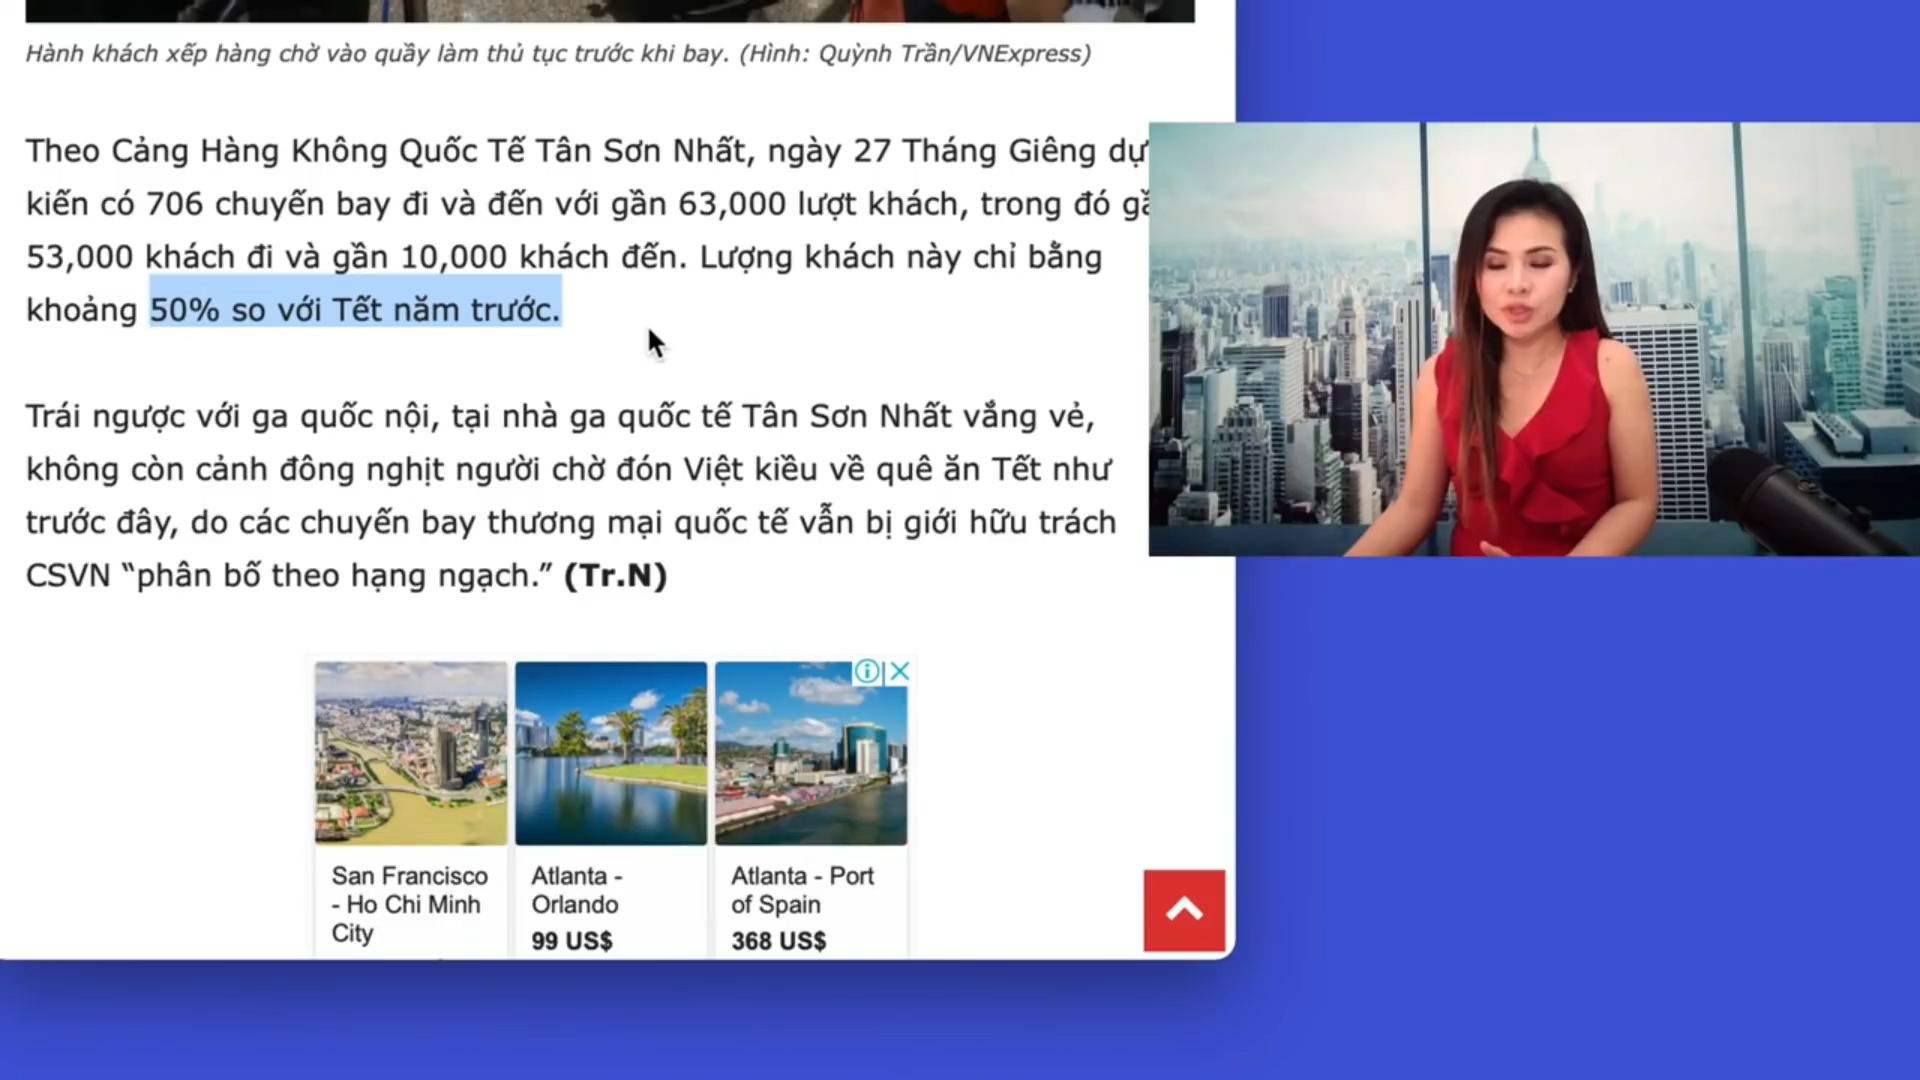 Hành khách xếp hàng chờ vào quầy làm thủ tục trước khi bay. (Hình: Quỳnh Trần/VNExpress)
Theo Cảng Hàng Không Quốc Tế Tân Sơn Nhất, ngày 27 Tháng Giêng dự
kiến có 706 chuyến bay đi và đến với gần 63,000 lượt khách, trong đó
53,000 khách đi và gần 10,000 khách đến. Lượng khách này chỉ bằng
khoảng 50% so với Tết năm trước.
Trái ngược với ga quốc nội, tại nhà ga quốc tế Tân Sơn Nhất vắng vẻ,
không còn cảnh đông nghịt người chờ đón Việt kiều về quê ăn Tết như
trước đây, do các chuyến bay thương mại quốc tế vẫn bị giới hữu trách
CSVN “phân bố theo hạng ngạch.” (Tr.N)
San Francisco
- Ho Chi Minh
City
Atlanta -
Orlando
99 US$
Atlanta - Port
of Spain
368 US$